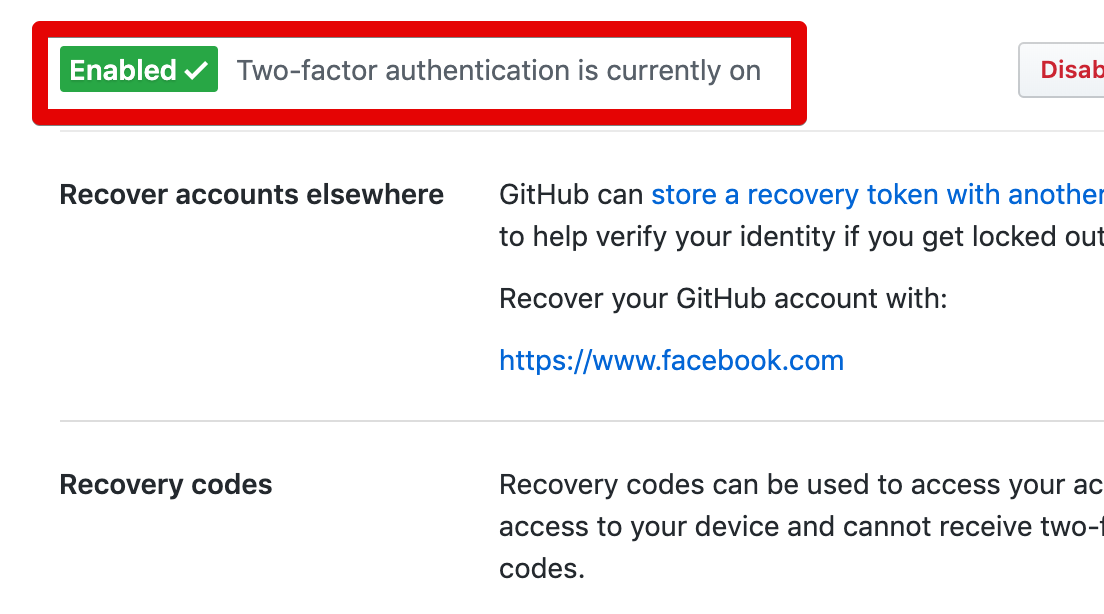 Enabled ✓ Two-factor authentication is currently on
Disab
Recover accounts elsewhere
GitHub can store a recovery token with another
to help verify your identity if you get locked out
Recover your GitHub account with:
https://www.facebook.com
Recovery codes
Recovery codes can be used to access your ac
access to your device and cannot receive two-f
codes.